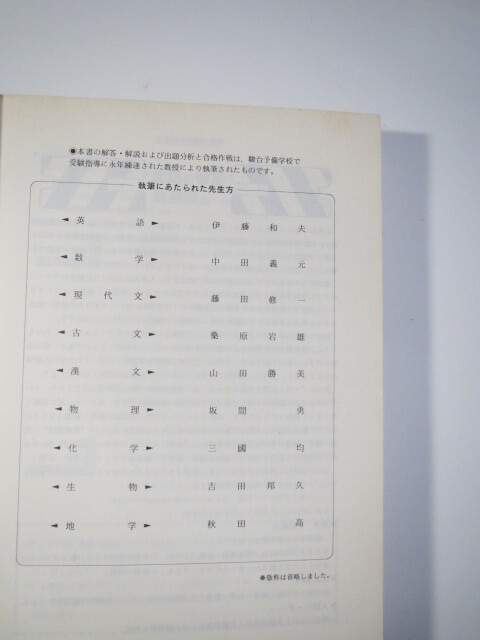 ●本書の解答・解説および出題分析と合格作戦は、駿台予備学校で
受験指導に永年練達された教授により執筆されたものです。
執筆にあたられた先生方
◄英語► 伊藤和夫
◄数学► 中田義元
◄現代文► 藤田修一
◄古文► 桑原岩雄
◄漢文► 山田勝美
◄物理► 坂間勇
◄化学► 三國均
◄生物► 吉田邦久
◄地学► 秋田高
●敬称は省略しました。